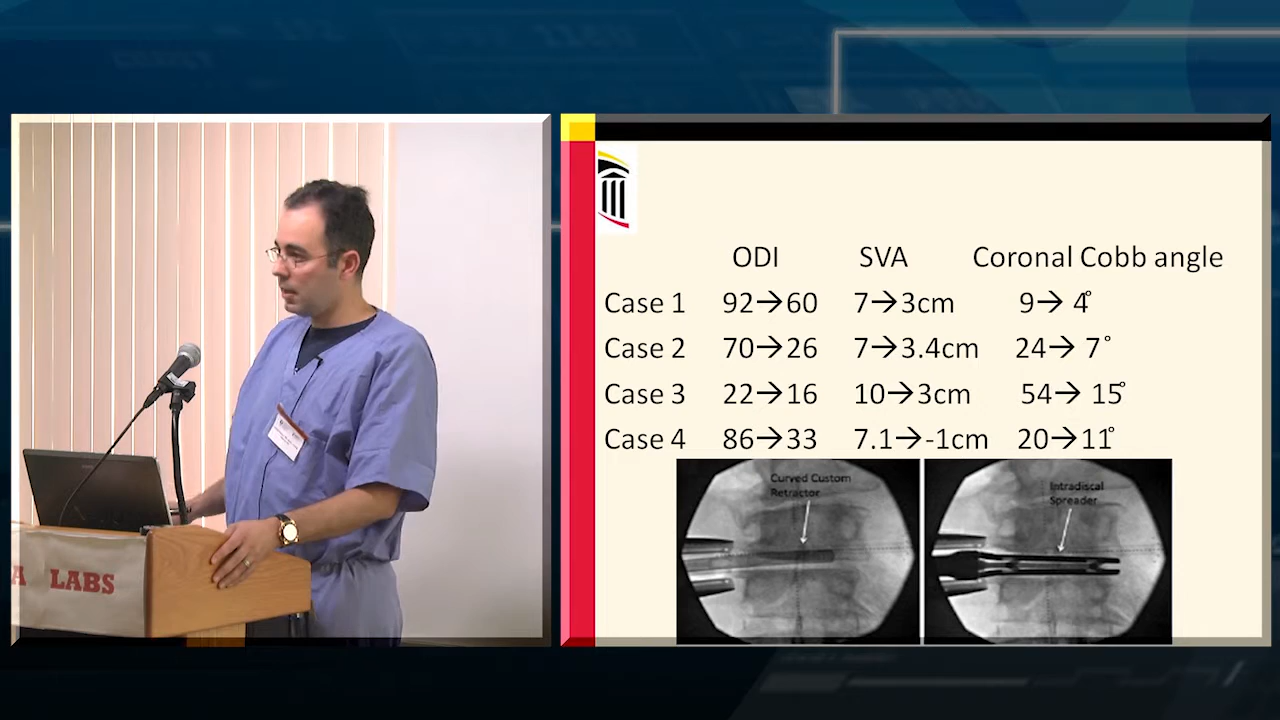 A LABS
ODI SVA Coronal Cobb angle
Case 1 92→60 7→3cm 9→ 4°
Case 2 70→26 7→3.4cm 24→ 7°
Case 3 22→16 10→3cm 54→ 15°
Case 4 86→33 7.1→-1cm 20→11°
Curved Custom
Retractor
Intradiscal
Spreader